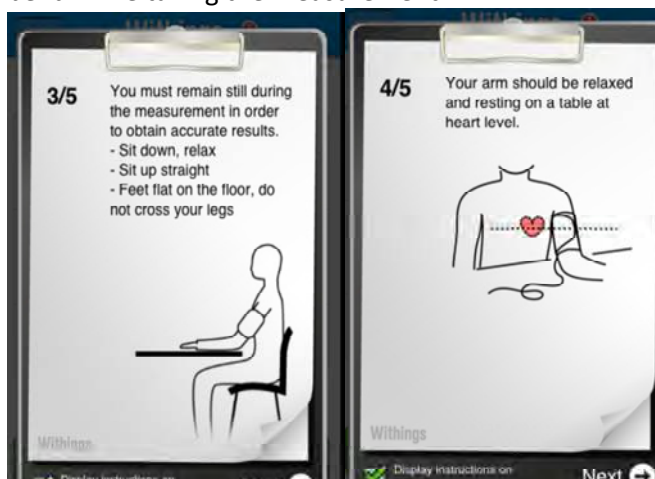 3/5
You must remain still during
the measurement in order
to obtain accurate results.
- Sit down, relax
- Sit up straight
- Feet flat on the floor, do
not cross your legs
Withings
4/5
Your arm should be relaxed
and resting on a table at
heart level.
Withings
Display instructions on
Next